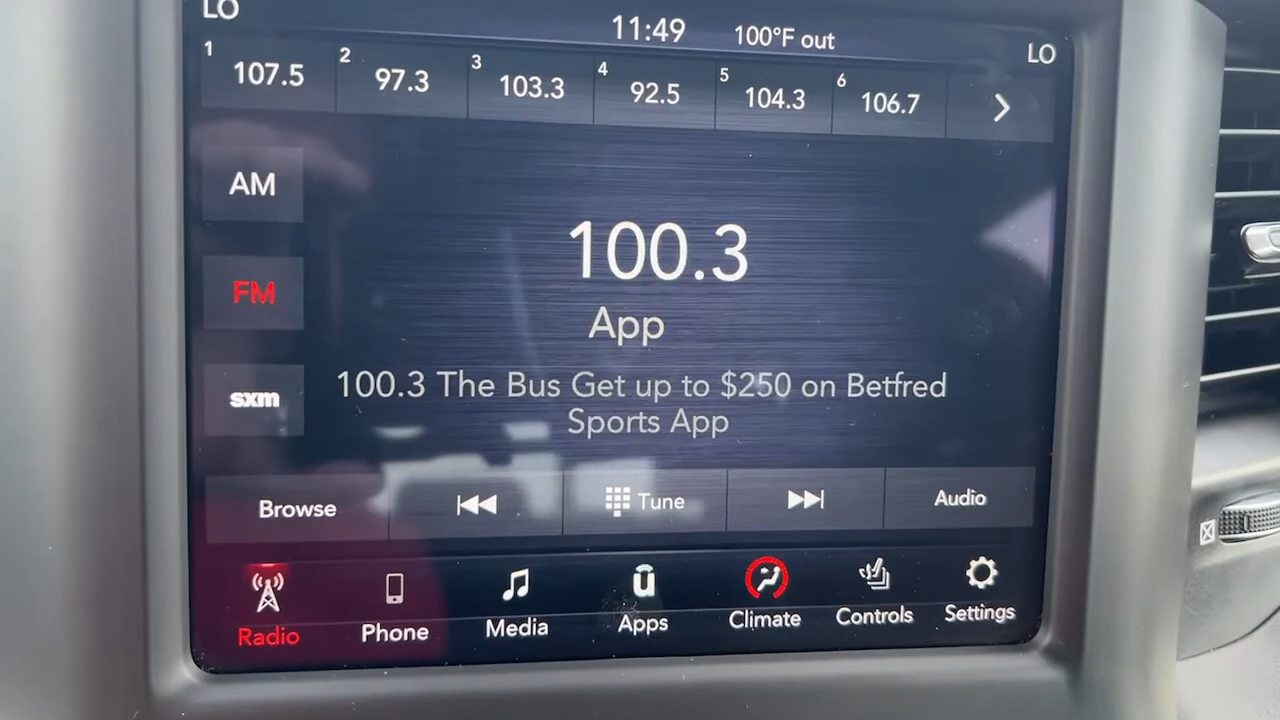 LO
11:49 100°F out
LO
1 107.5 2 97.3 3 103.3 4 92.5 5 104.3 6 106.7
AM
100.3
FM
App
sxm
100.3 The Bus Get up to $250 on Betfred
Sports App
Browse Tune Audio
Radio Phone Media Apps Climate Controls Settings